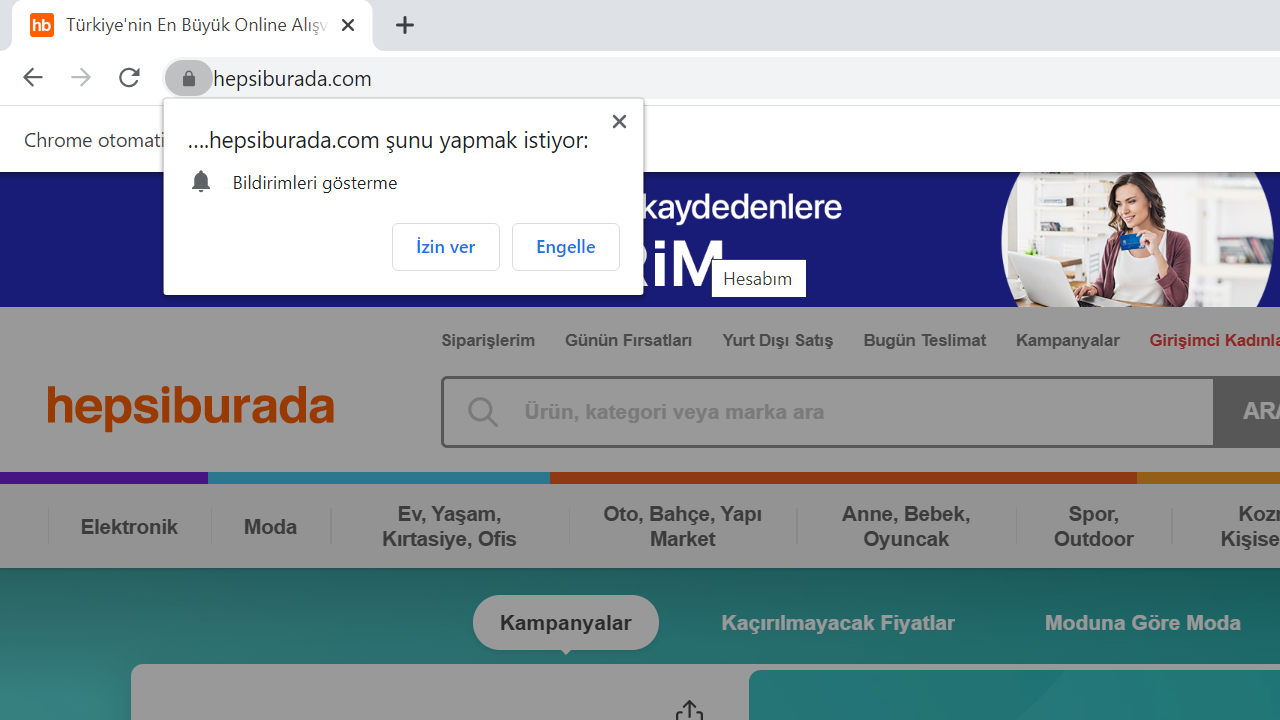 hb Türkiye'nin En Büyük Online Alışv
hepsiburada.com
Chrome otomati
....hepsiburada.com şunu yapmak istiyor:
Bildirimleri gösterme
İzin ver Engelle
kaydedenlere
RİM
Hesabım
Siparişlerim Günün Fırsatları Yurt Dışı Satış Bugün Teslimat Kampanyalar Girişimci Kadınla
hepsiburada
Ürün, kategori veya marka ara ARA
Elektronik Moda Ev, Yaşam, Kırtasiye, Ofis Oto, Bahçe, Yapı Market Anne, Bebek, Oyuncak Spor, Outdoor Kozm Kişise
Kampanyalar Kaçırılmayacak Fiyatlar Moduna Göre Moda